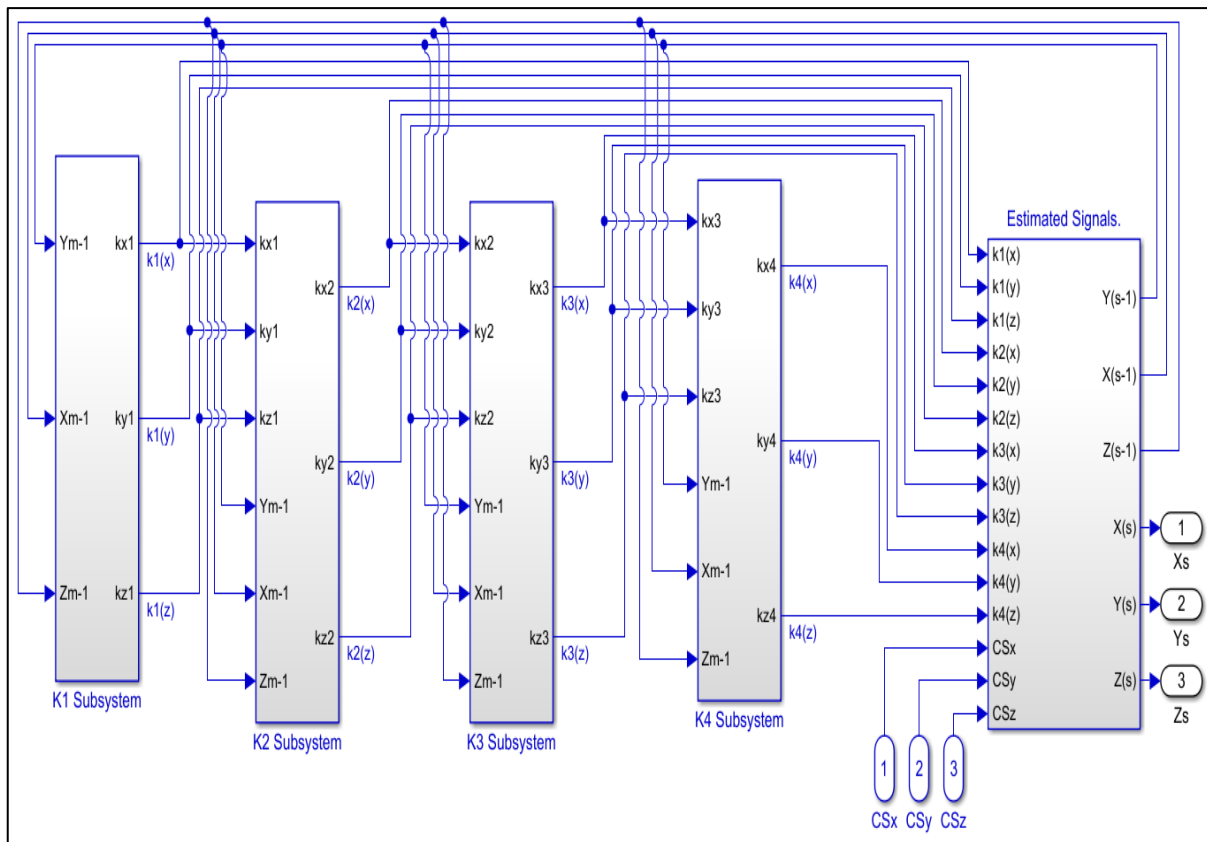 Ym-1
Xm-1
Zm-1
kx1
ky1
kz1
k1(x)
k1(y)
k1(z)
K1 Subsystem
kx1
ky1
kz1
Ym-1
Xm-1
Zm-1
kx2
ky2
kz2
k2(x)
k2(y)
k2(z)
K2 Subsystem
kx2
ky2
kz2
Ym-1
Xm-1
Zm-1
kx3
ky3
kz3
k3(x)
k3(y)
k3(z)
K3 Subsystem
kx3
ky3
kz3
Ym-1
Xm-1
Zm-1
kx4
ky4
kz4
k4(x)
k4(y)
k4(z)
K4 Subsystem
Estimated Signals.
k1(x)
k1(y)
k1(z)
k2(x)
k2(y)
k2(z)
k3(x)
k3(y)
k3(z)
k4(x)
k4(y)
k4(z)
CSx
CSy
CSz
Y(s-1)
X(s-1)
Z(s-1)
X(s)
Y(s)
Z(s)
1
Xs
2
Ys
3
Zs
1
2
3
CSx
CSy
CSz